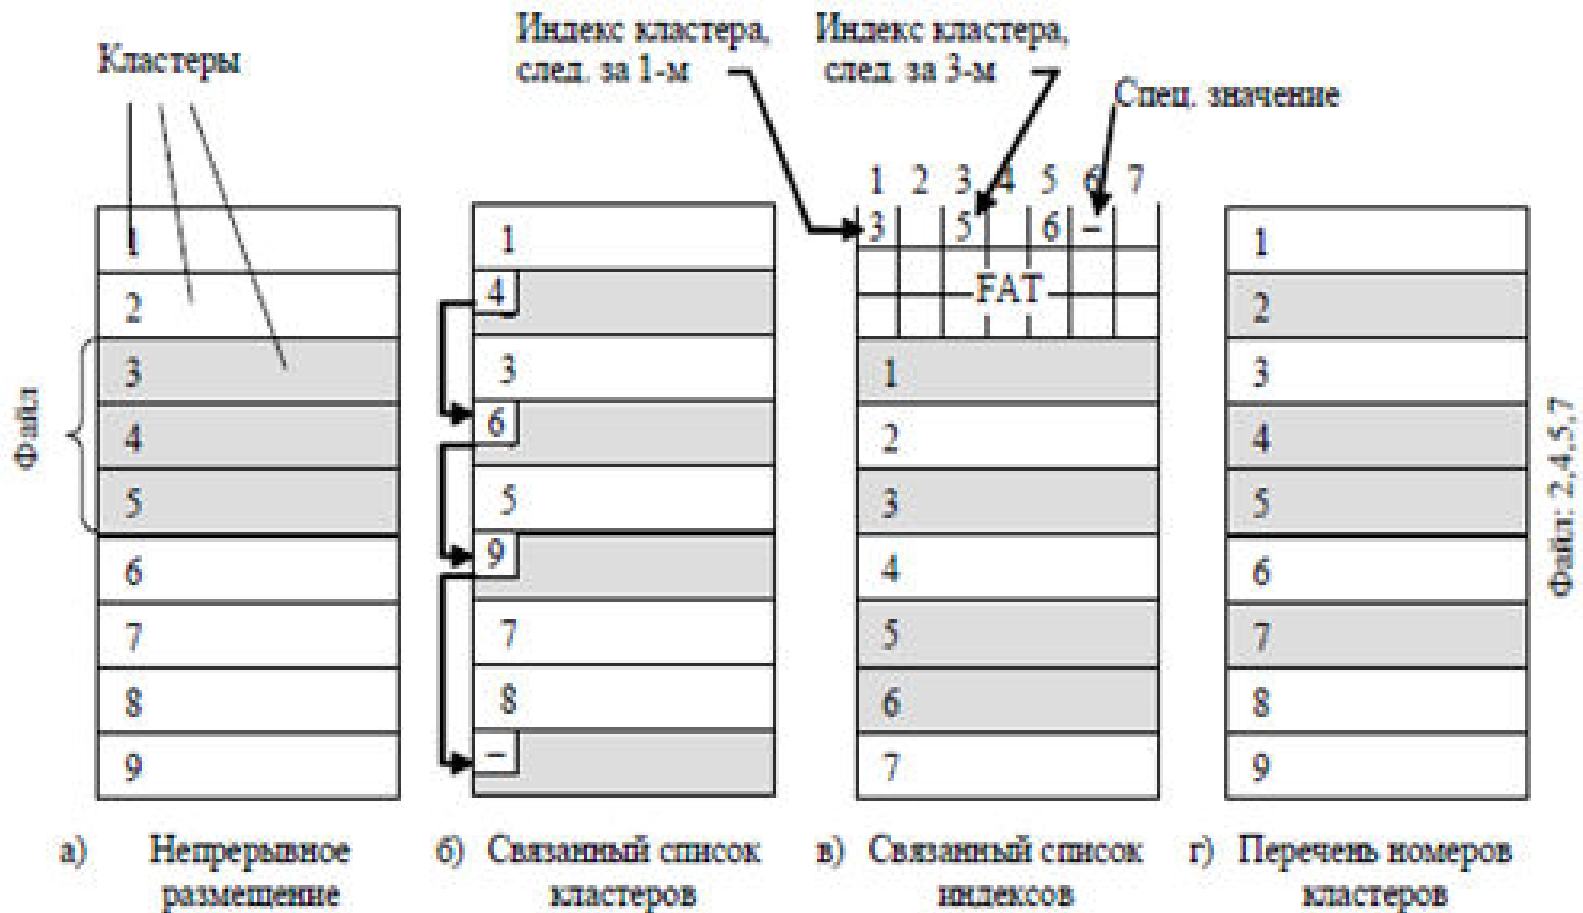 Кластеры
Индекс кластера,
след. за 1-м
Индекс кластера,
след. за 3-м
Спец. значение
Файл
1
2
3
4
5
6
7
8
9
1
4
3
6
5
9
7
8
–
1 2 3 4 5 6 7
3 5 6 –
FAT
1
2
3
4
5
6
7
1
2
3
4
5
6
7
8
9
Файл: 2,4,5,7
а) Непрерывное
размещение
б) Связанный список
кластеров
в) Связанный список
индексов
г) Перечень номеров
кластеров